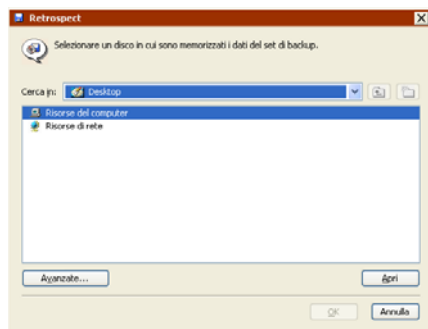 Retrospect
Selezionare un disco in cui sono memorizzati i dati del set di backup.
Cerca in: Desktop
Risorse del computer
Risorse di rete
Avanzate... Apri
OK Annulla